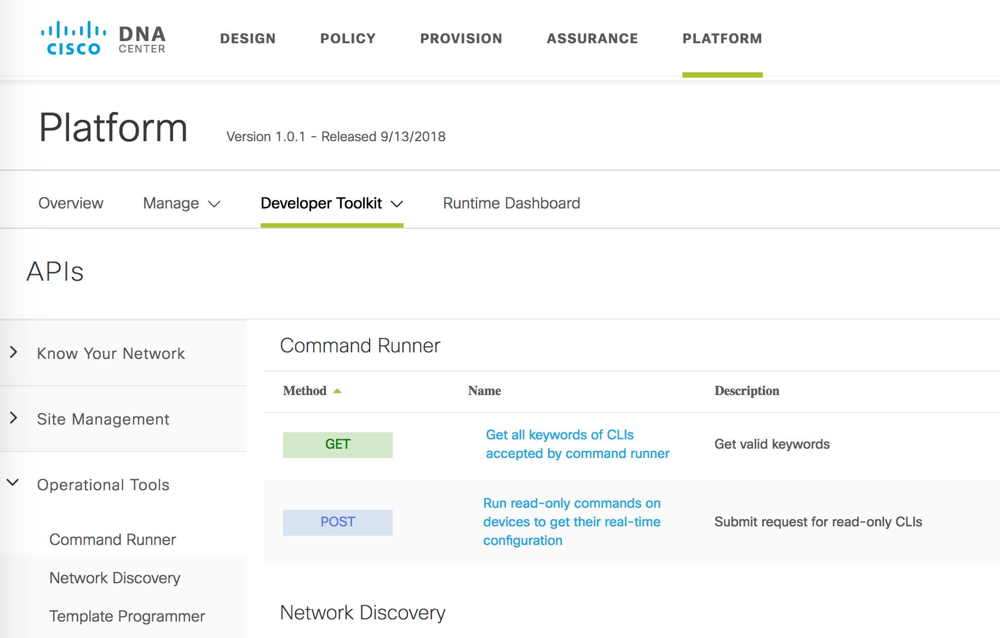 CISCO DNA CENTER DESIGN POLICY PROVISION ASSURANCE PLATFORM
Platform Version 1.0.1 - Released 9/13/2018
Overview Manage Developer Toolkit Runtime Dashboard
APIs
Know Your Network
Site Management
Operational Tools
Command Runner
Network Discovery
Template Programmer
Command Runner
Method Name Description
GET Get all keywords of CLIs Get valid keywords
accepted by command runner
Run read-only commands on
POST devices to get their real-time Submit request for read-only CLIs
configuration
Network Discovery